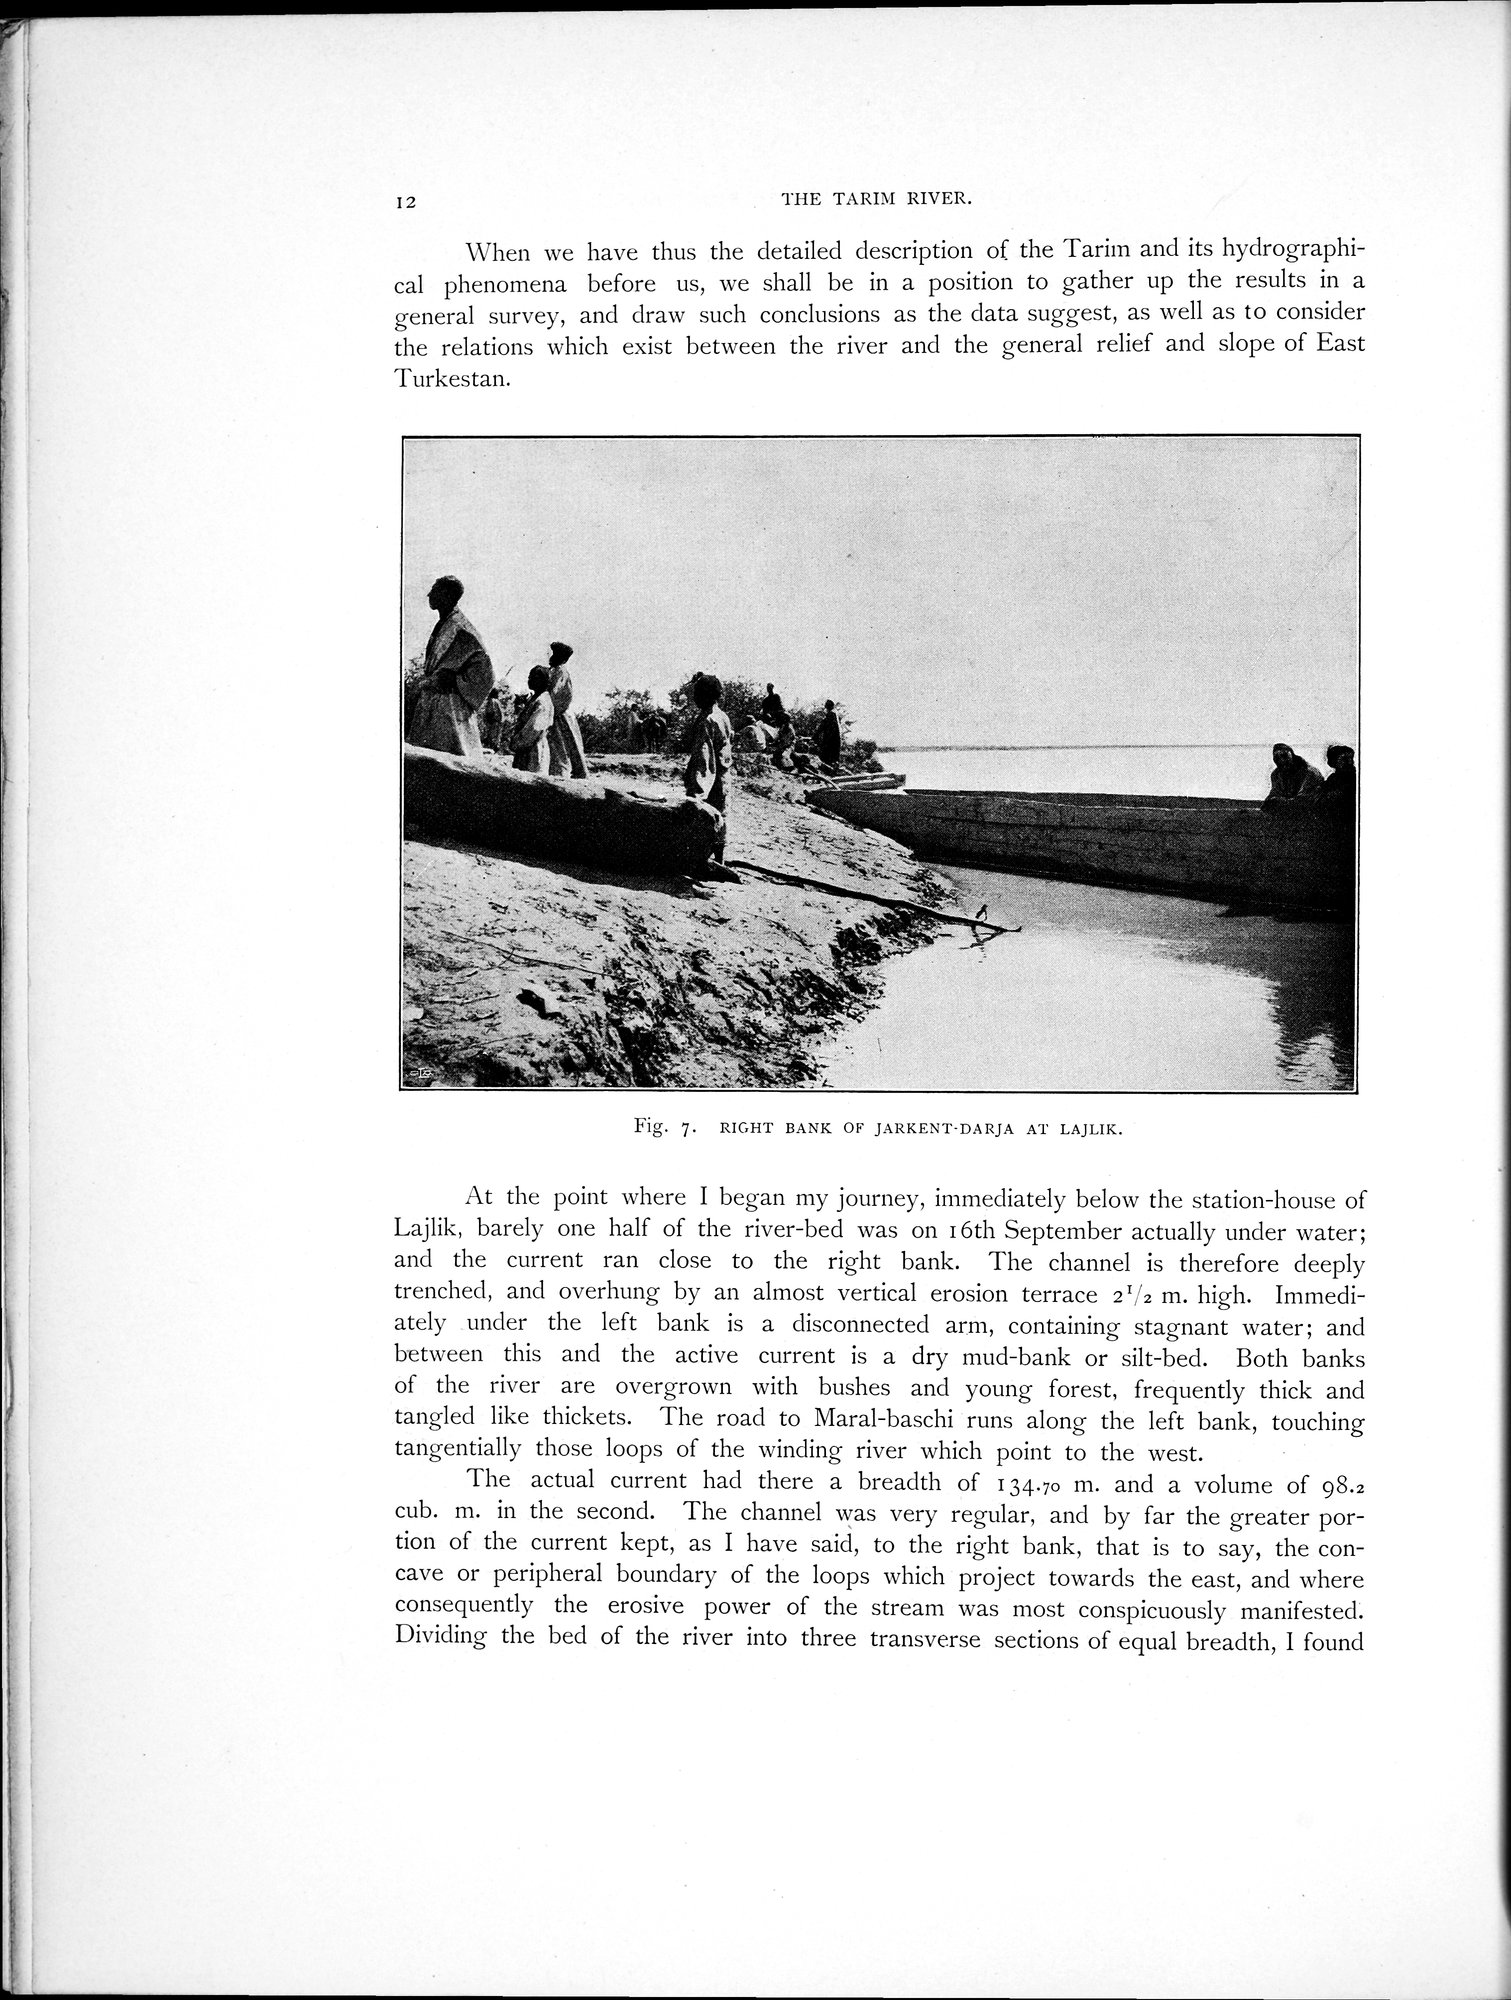 12
THE TARIM RIVER.
When we have thus the detailed description of the Tarim and its hydrographi-
cal phenomena before us, we shall be in a position to gather up the results in a
general survey, and draw such conclusions as the data suggest, as well as to consider
the relations which exist between the river and the general relief and slope of East
Turkestan.
Fig. 7. RIGHT BANK OF JARKENT-DARJA AT LAJLIK.
At the point where I began my journey, immediately below the station-house of
Lajlik, barely one half of the river-bed was on 16th September actually under water;
and the current ran close to the right bank. The channel is therefore deeply
trenched, and overhung by an almost vertical erosion terrace 2¹/₂ m. high. Immedi-
ately under the left bank is a disconnected arm, containing stagnant water; and
between this and the active current is a dry mud-bank or silt-bed. Both banks
of the river are overgrown with bushes and young forest, frequently thick and
tangled like thickets. The road to Maral-baschi runs along the left bank, touching
tangentially those loops of the winding river which point to the west.
The actual current had there a breadth of 134.70 m. and a volume of 98.2
cub. m. in the second. The channel was very regular, and by far the greater por-
tion of the current kept, as I have said, to the right bank, that is to say, the con-
cave or peripheral boundary of the loops which project towards the east, and where
consequently the erosive power of the stream was most conspicuously manifested.
Dividing the bed of the river into three transverse sections of equal breadth, I found